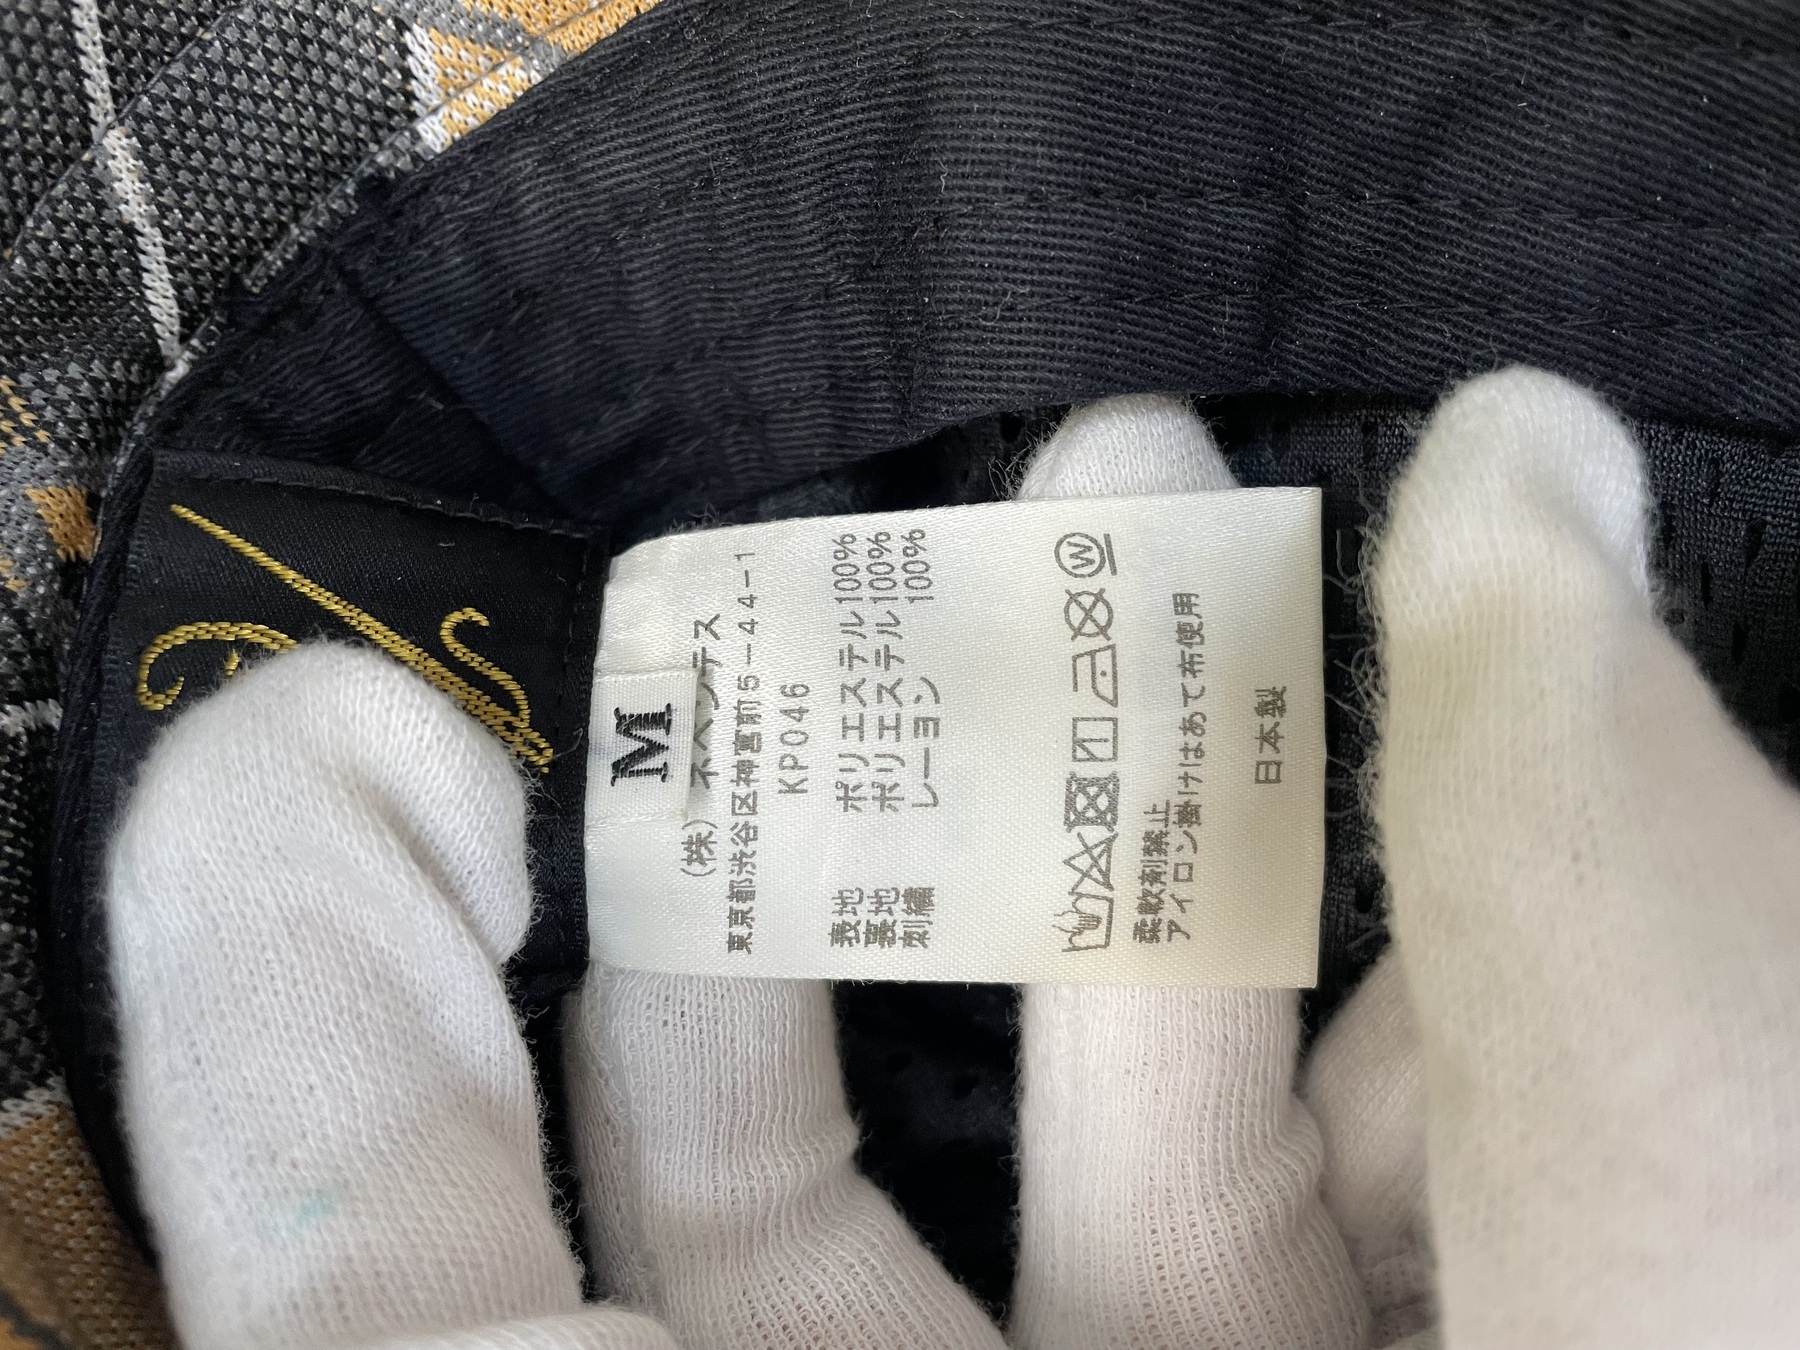 M
(株)ネペンテス
東京都渋谷区神宮前5-44-1
KP046
表地 ポリエステル100%
裏地 ポリエステル100%
刺繍 レーヨン 100%
W
柔軟剤禁止
アイロン掛けはあて布使用
日本製